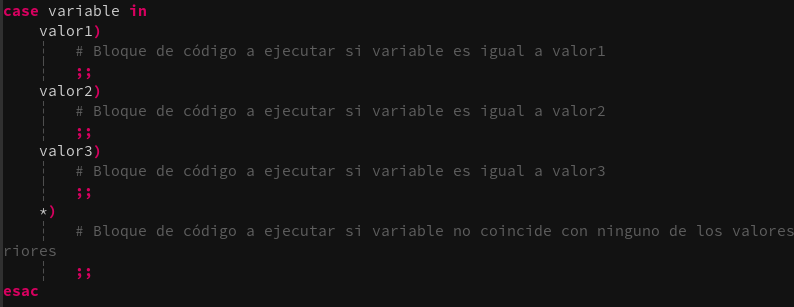 case variable in
valor1)
# Bloque de código a ejecutar si variable es igual a valor1
;;
valor2)
# Bloque de código a ejecutar si variable es igual a valor2
;;
valor3)
# Bloque de código a ejecutar si variable es igual a valor3
;;
*)
# Bloque de código a ejecutar si variable no coincide con ninguno de los valores
riores
;;
esac